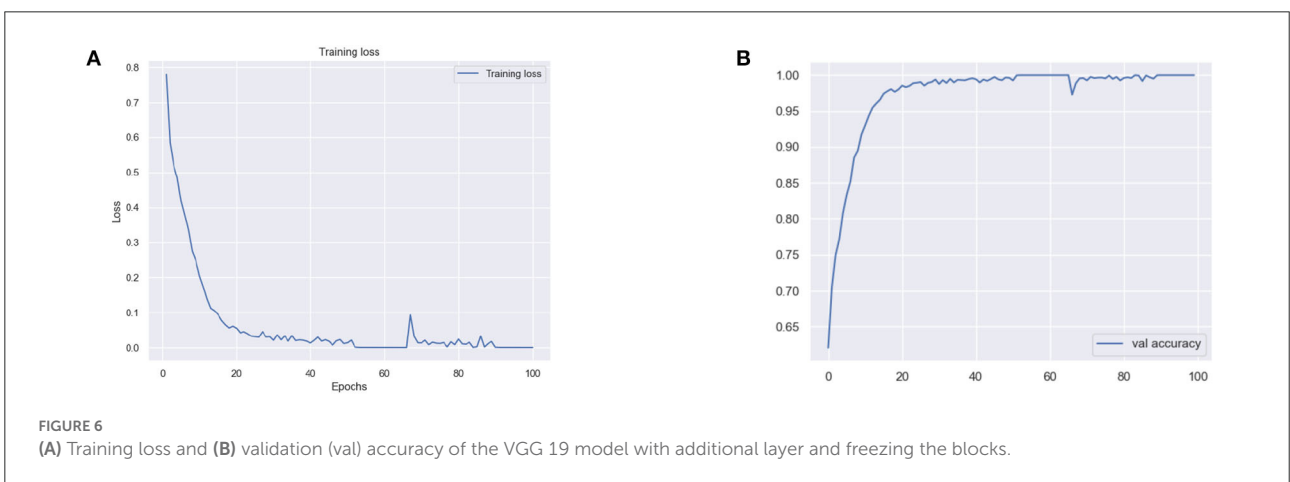 A
Training loss
Training loss
0.8
0.7
0.6
0.5
0.4
0.3
0.2
0.1
0.0
Loss
0 20 40 60 80 100
Epochs
B
1.00
0.95
0.90
0.85
0.80
0.75
0.70
0.65
val accuracy
0 20 40 60 80 100
FIGURE 6
(A) Training loss and (B) validation (val) accuracy of the VGG 19 model with additional layer and freezing the blocks.